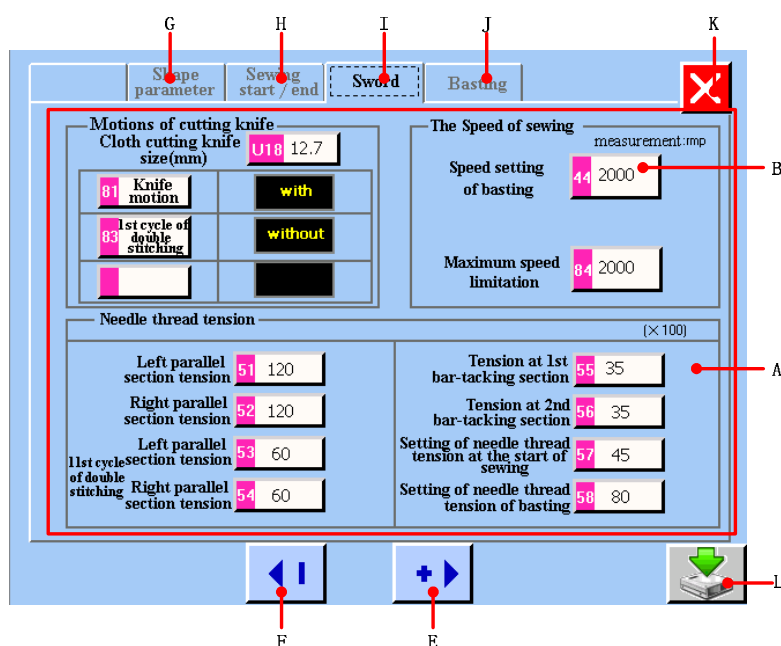 G H I J K
Shape
parameter
Sewing
start / end
Sword
Basting
Motions of cutting knife
Cloth cutting knife
size(mm)
U18 12.7
81 Knife
motion
with
83 1st cycle of
double
stitching
without
The Speed of sewing
measurement:rmp
Speed setting
of basting
44 2000
B
Maximum speed
limitation
84 2000
Needle thread tension
(×100)
Left parallel
section tension
51 120
Right parallel
section tension
52 120
Left parallel
section tension
53 60
11st cycle
of double
stitching
Right parallel
section tension
54 60
Tension at 1st
bar-tacking section
55 35
A
Tension at 2nd
bar-tacking section
56 35
Setting of needle thread
tension at the start of
sewing
57 45
Setting of needle thread
tension of basting
58 80
L
F E